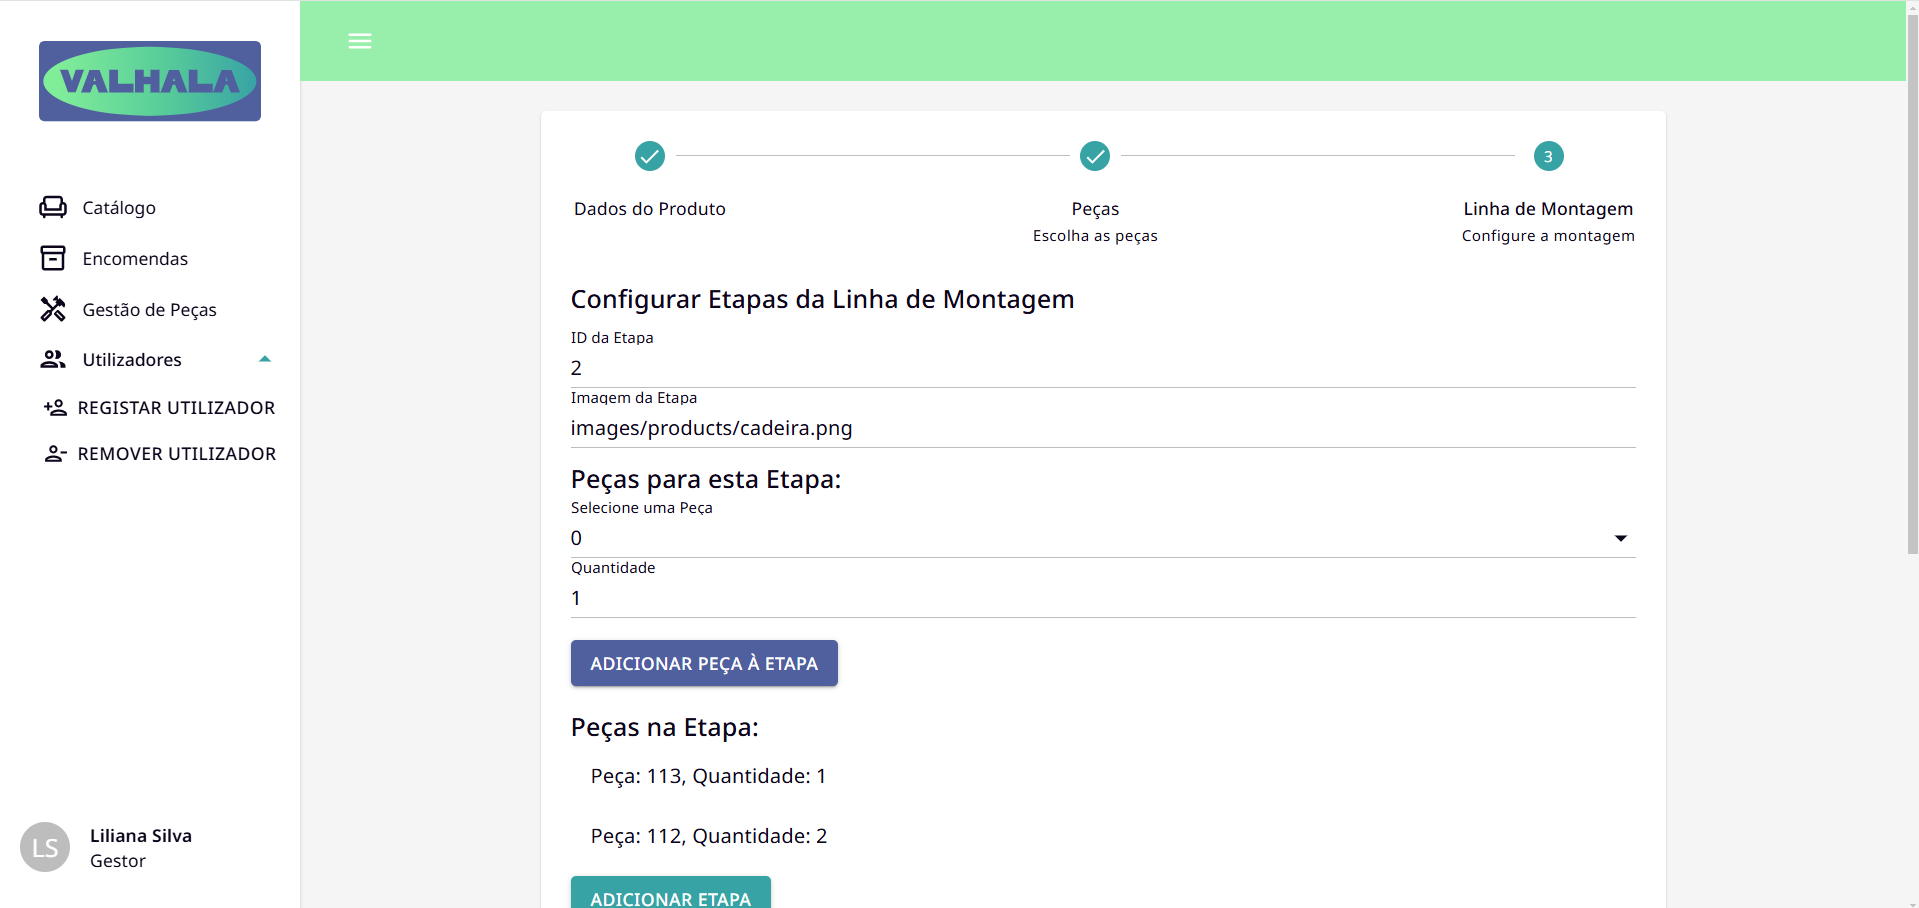 VALHALA
Catálogo
Encomendas
Gestão de Peças
Utilizadores
REGISTAR UTILIZADOR
REMOVER UTILIZADOR
LS
Liliana Silva
Gestor
3
Dados do Produto
Peças
Escolha as peças
Linha de Montagem
Configure a montagem
Configurar Etapas da Linha de Montagem
ID da Etapa
2
Imagem da Etapa
images/products/cadeira.png
Peças para esta Etapa:
Selecione uma Peça
0
Quantidade
1
ADICIONAR PEÇA À ETAPA
Peças na Etapa:
Peça: 113, Quantidade: 1
Peça: 112, Quantidade: 2
ADICIONAR ETAPA